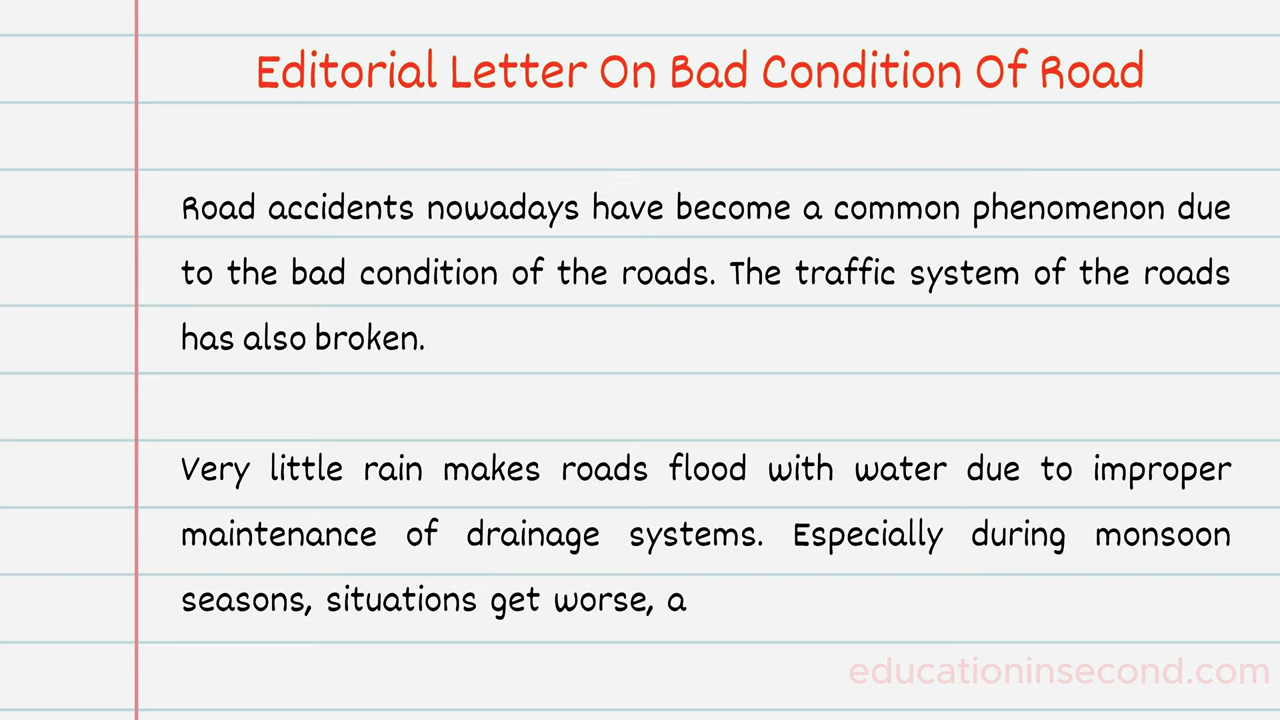 Editorial Letter On Bad Condition Of Road
Road accidents nowadays have become a common phenomenon due
to the bad condition of the roads. The traffic system of the roads
has also broken.
Very little rain makes roads flood with water due to improper
maintenance of drainage systems. Especially during monsoon
seasons, situations get worse, a
educationinsecond.com